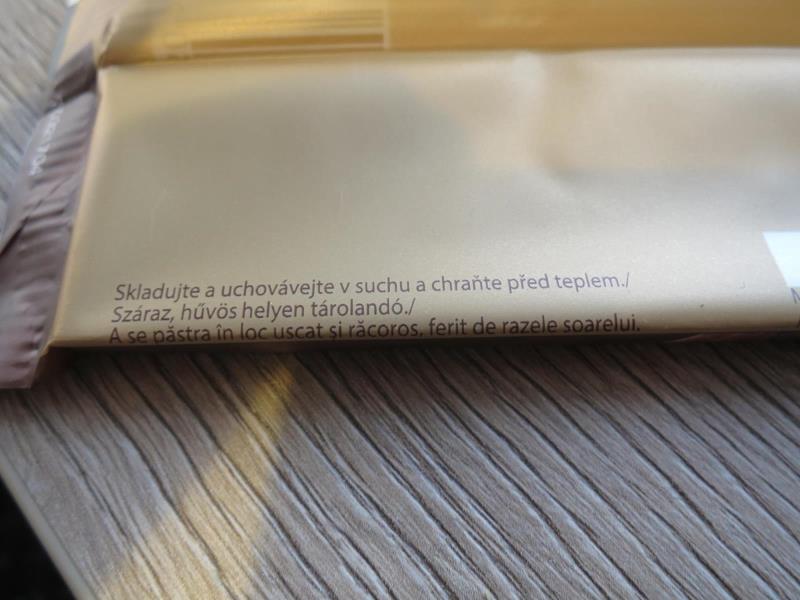 Skladujte a uchovávejte v suchu a chraňte před teplem./
Száraz, hűvös helyen tárolandó./
A se păstra în loc uscat și răcoros, ferit de razele soarelui.